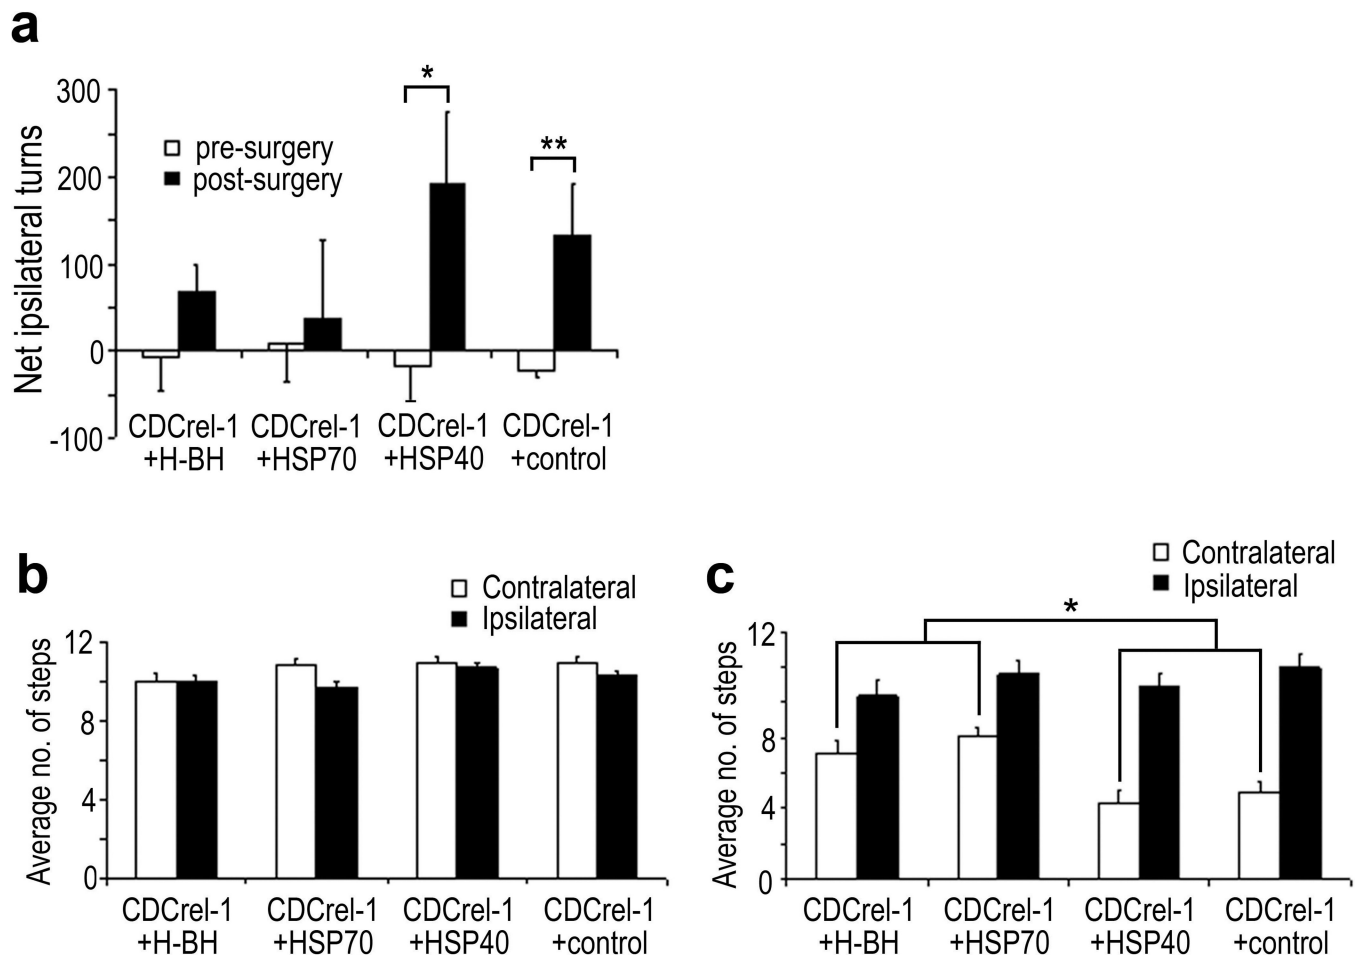 a
*
300
**
pre-surgery
post-surgery
200
100
0
-100
Net ipsilateral turns
CDCrel-1 CDCrel-1 CDCrel-1 CDCrel-1
+H-BH +HSP70 +HSP40 +control
b
Contralateral
Ipsilateral
12
8
4
0
Average no. of steps
CDCrel-1 CDCrel-1 CDCrel-1 CDCrel-1
+H-BH +HSP70 +HSP40 +control
c
Contralateral
Ipsilateral
*
12
8
4
0
Average no. of steps
CDCrel-1 CDCrel-1 CDCrel-1 CDCrel-1
+H-BH +HSP70 +HSP40 +control